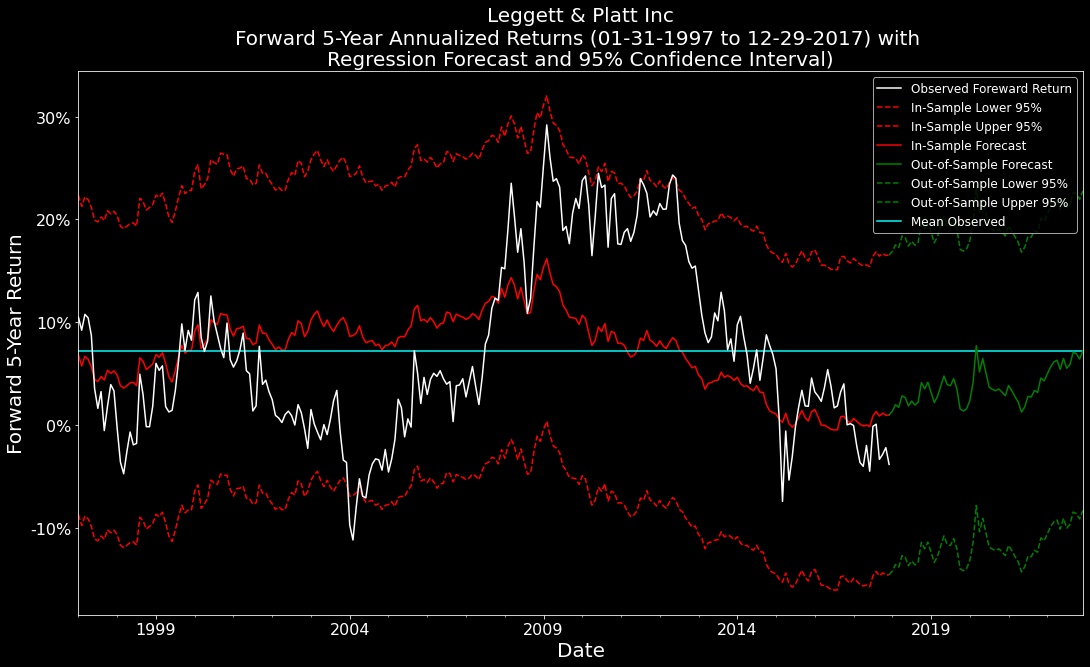 Leggett & Platt Inc
Forward 5-Year Annualized Returns (01-31-1997 to 12-29-2017) with
Regression Forecast and 95% Confidence Interval)
Observed Foreward Return
In-Sample Lower 95%
In-Sample Upper 95%
In-Sample Forecast
Out-of-Sample Forecast
Out-of-Sample Lower 95%
Out-of-Sample Upper 95%
Mean Observed
Forward 5-Year Return
30%
20%
10%
0%
-10%
1999
2004
2009
2014
2019
Date